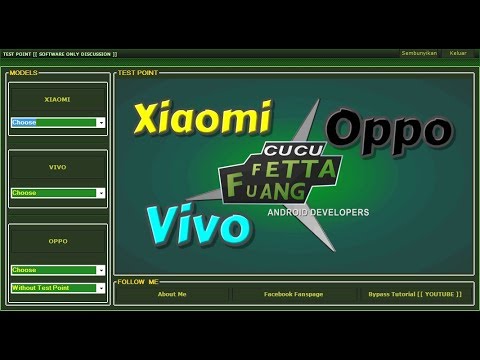 TEST POINT [[ SOFTWARE ONLY DISCUSSION ]]
Sembunyikan
Keluar
MODELS
XIAOMI
Choose
VIVO
Choose
OPPO
Choose
Without Test Point
TEST POINT
Xiaomi
Oppo
CUCU
FETTA
FUANG
ANDROID DEVELOPERS
Vivo
FOLLOW ME
About Me
Facebook Fanspage
Bypass Tutorial [[ YOUTUBE ]]